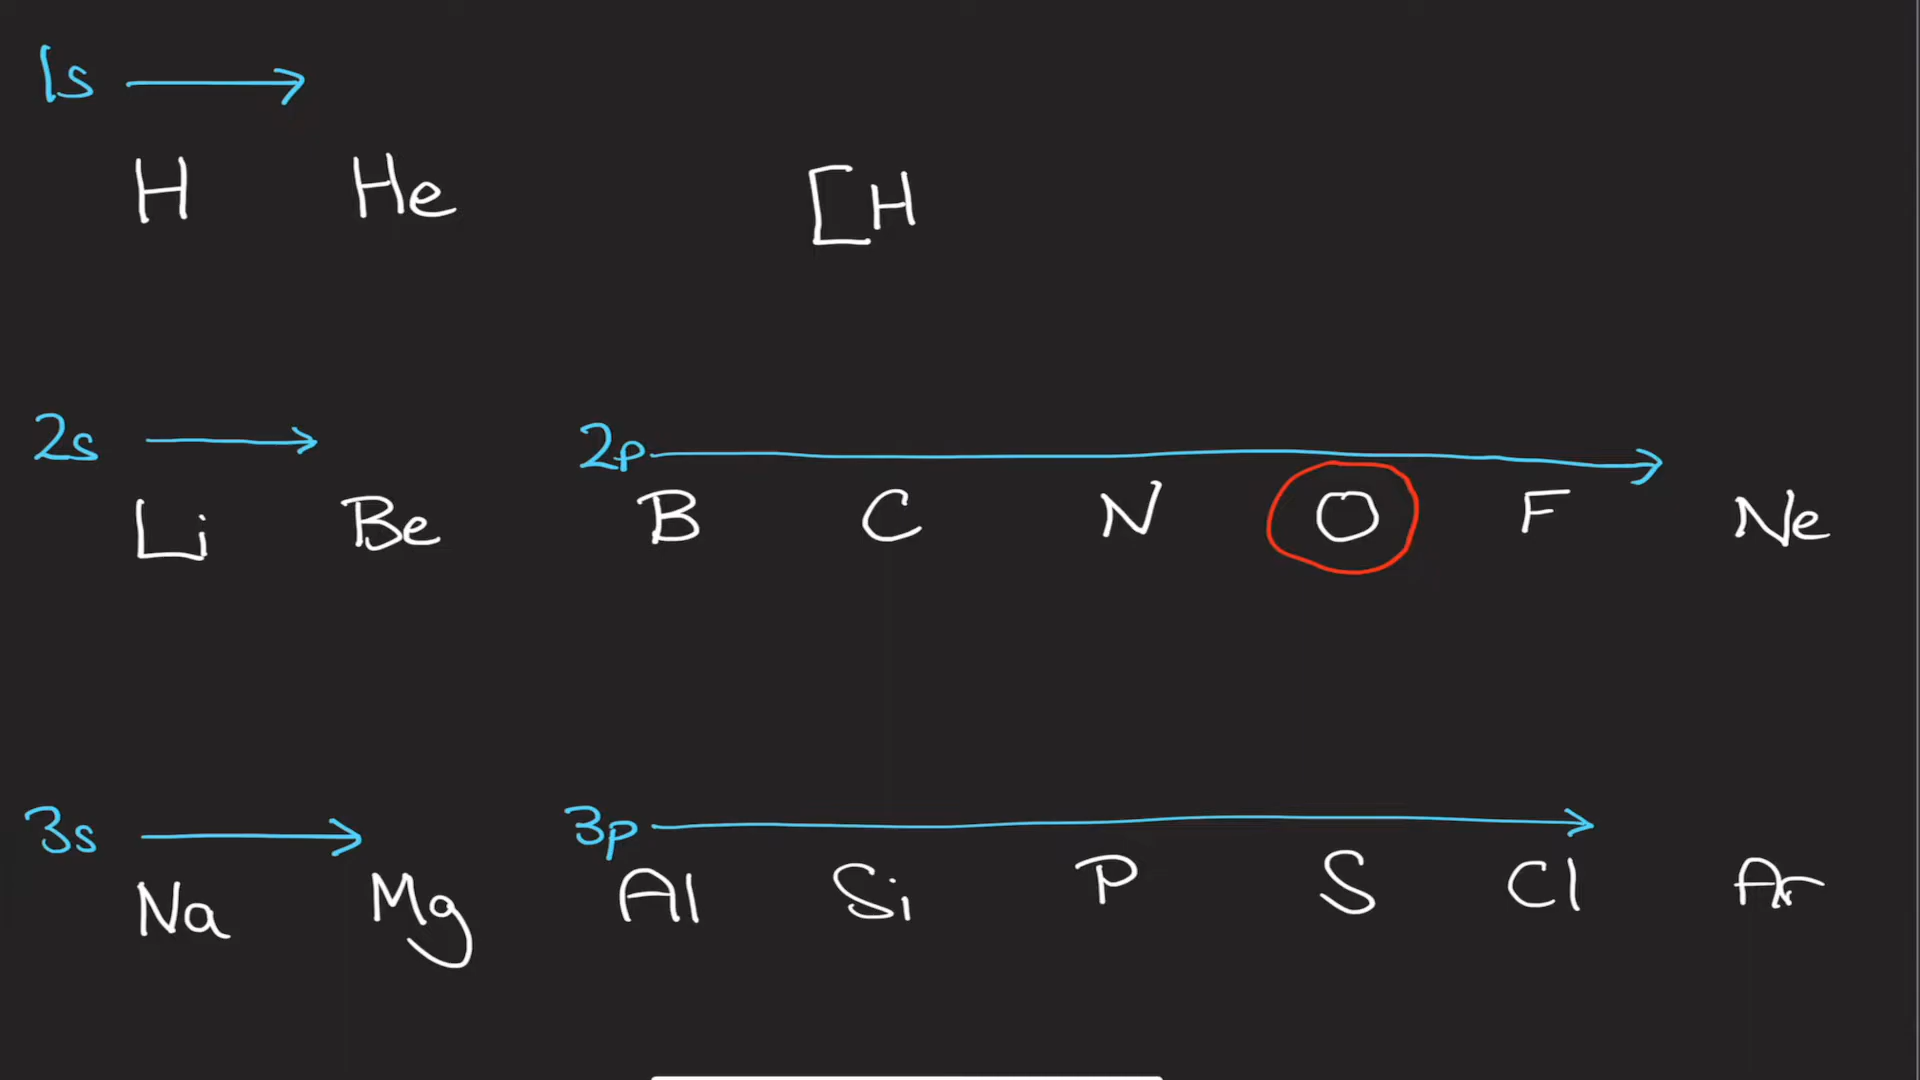 1s
H He [H
2s 2p
Li Be B C N O F Ne
3s 3p
Na Mg Al Si P S Cl Ar